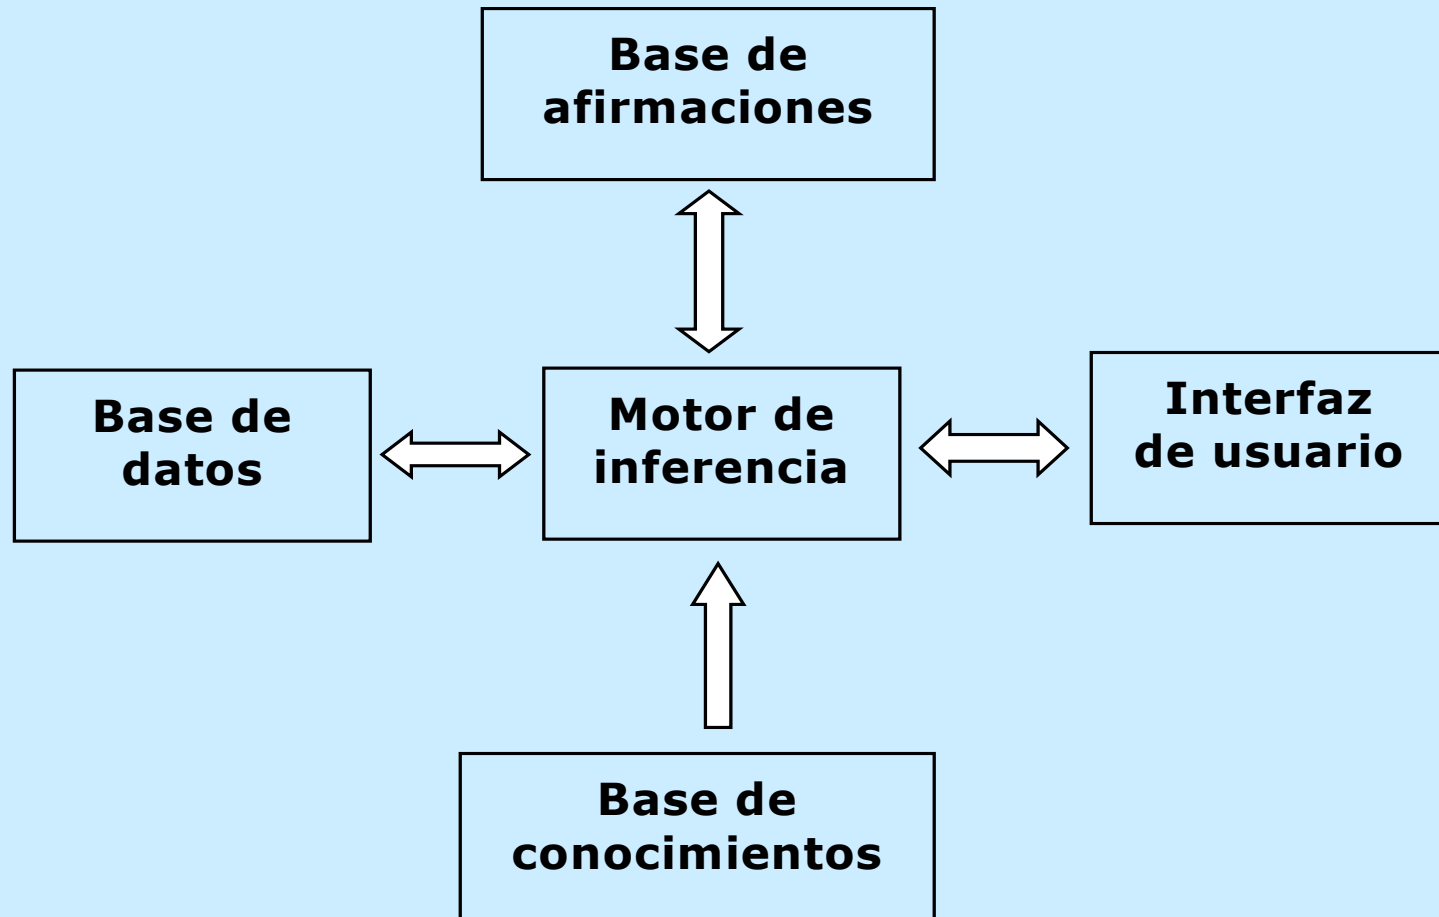 Base de
afirmaciones
Base de
datos
Motor de
inferencia
Interfaz
de usuario
Base de
conocimientos